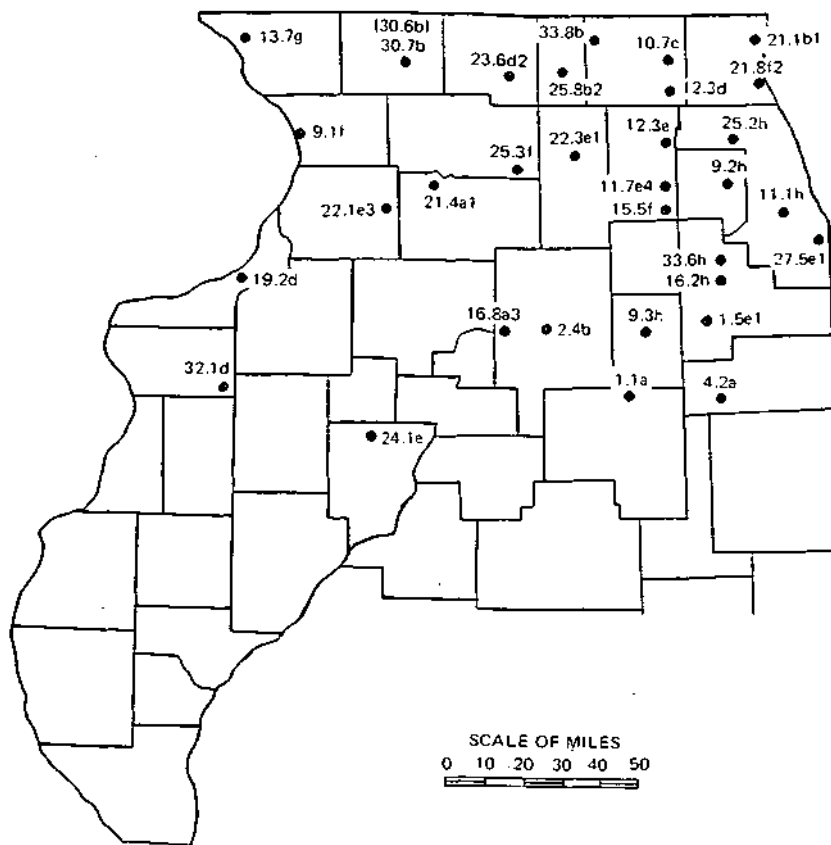 (30.6b)
33.8b
13.7g
30.7b
10.7c
21.1b1
23.6d2
21.8f2
25.8b2
2.3d
9.1f
12.3e
25.2h
22.3e1
25.3f
9.2h
11.7e4
21.4a1
22.1e3
15.5f
11.1h
27.5e1
33.6h
19.2d
16.2h
16.8a3
2.4b
9.3h
1.5e1
32.1d
1.1a
4.2a
24.1e
SCALE OF MILES
0 10 20 30 40 50